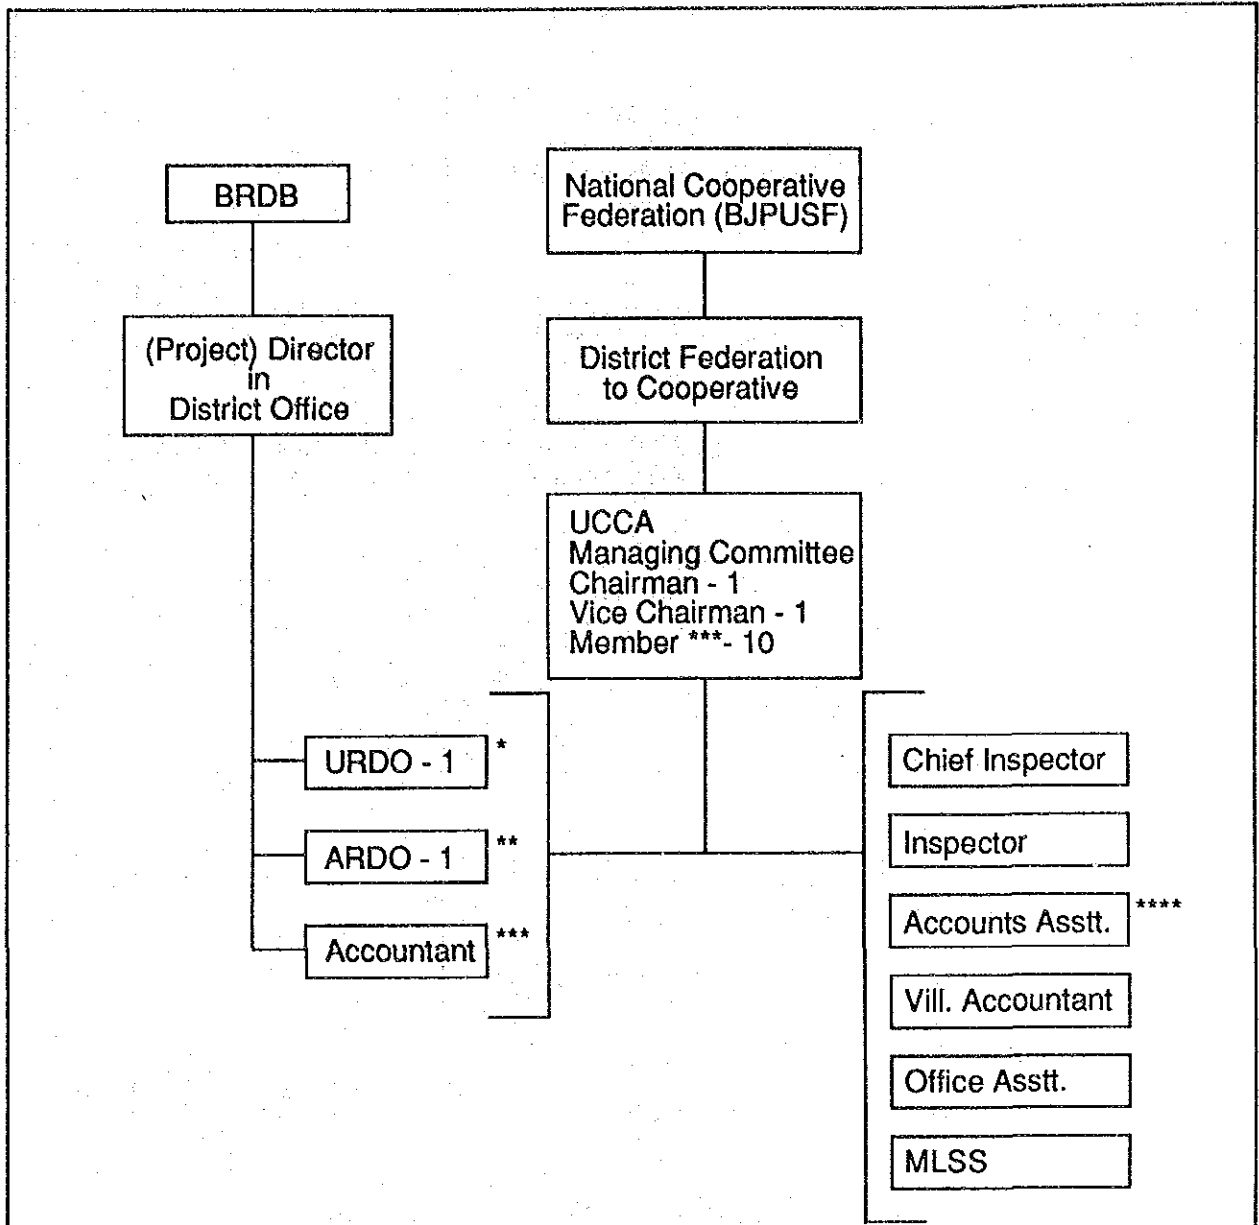 BRDB
(Project) Director
in
District Office
URDO - 1 *
ARDO - 1 **
Accountant ***
National Cooperative
Federation (BJPUSF)
District Federation
to Cooperative
UCCA
Managing Committee
Chairman - 1
Vice Chairman - 1
Member ***- 10
Chief Inspector
Inspector
Accounts Asstt. ****
Vill. Accountant
Office Asstt.
MLSS